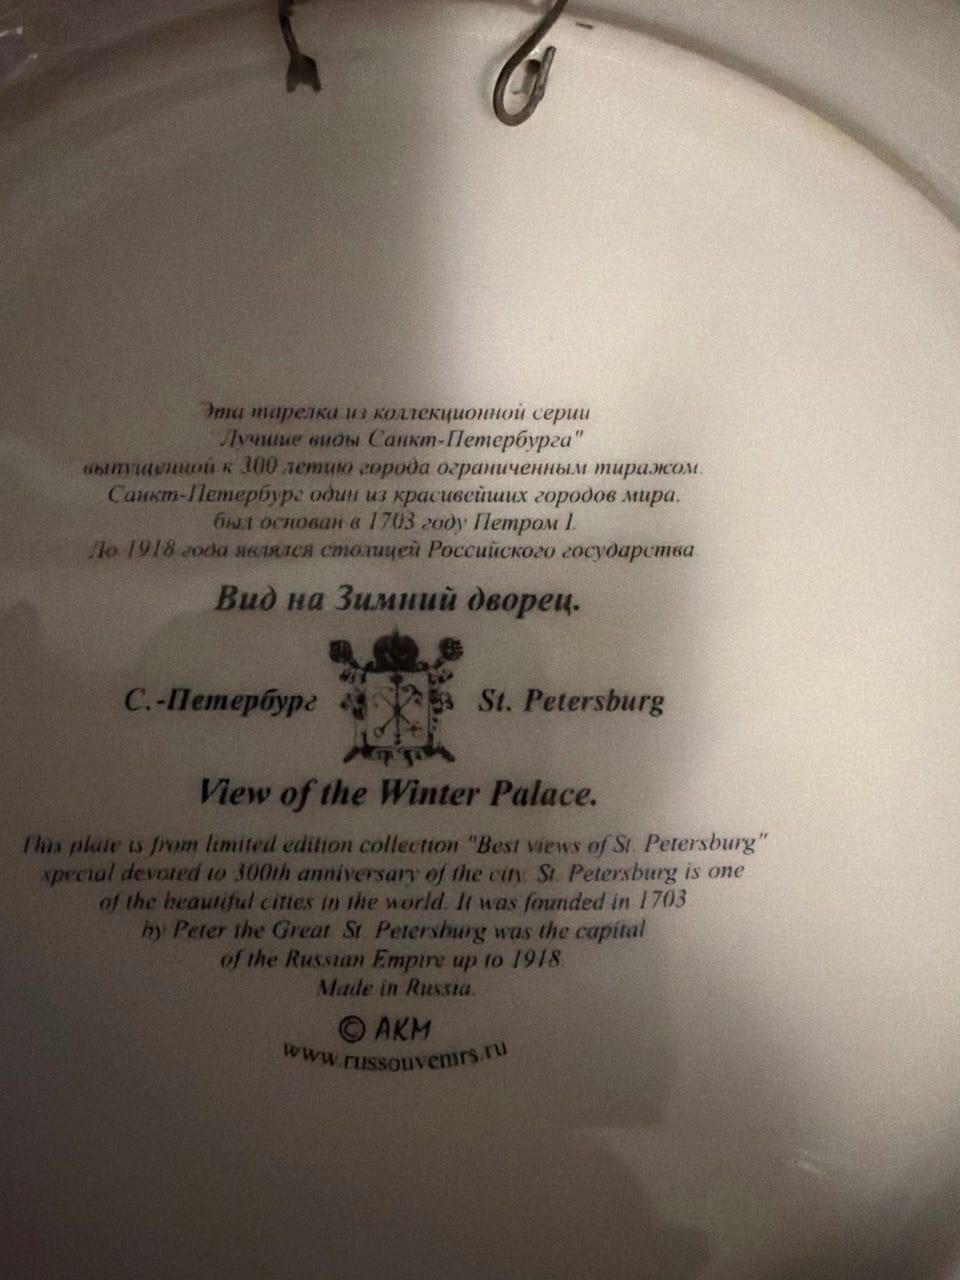 Эта тарелка из коллекционной серии
"Лучшие виды Санкт-Петербурга"
выпущенной к 300 летию города ограниченным тиражом.
Санкт-Петербург один из красивейших городов мира,
был основан в 1703 году Петром I.
До 1918 года являлся столицей Российского государства
Вид на Зимний дворец.
С.-Петербург St. Petersburg
View of the Winter Palace.
This plate is from limited edition collection "Best views of St. Petersburg"
special devoted to 300th anniversary of the city. St. Petersburg is one
of the beautiful cities in the world. It was founded in 1703
by Peter the Great. St. Petersburg was the capital
of the Russian Empire up to 1918.
Made in Russia.
© AKM
www.russouvenirs.ru